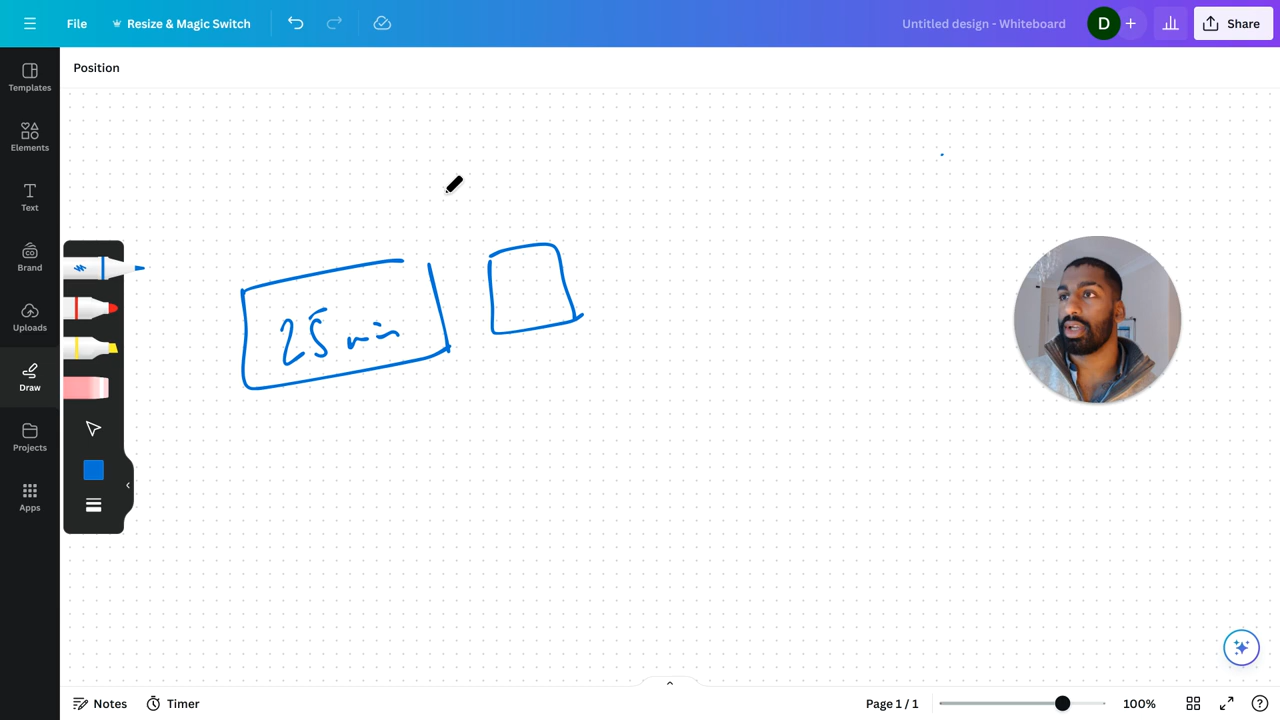 File
Resize & Magic Switch
Untitled design - Whiteboard
D
Share
Position
Templates
Elements
Text
Brand
Uploads
Draw
Projects
Apps
25 min
Notes
Timer
Page 1 / 1
100%